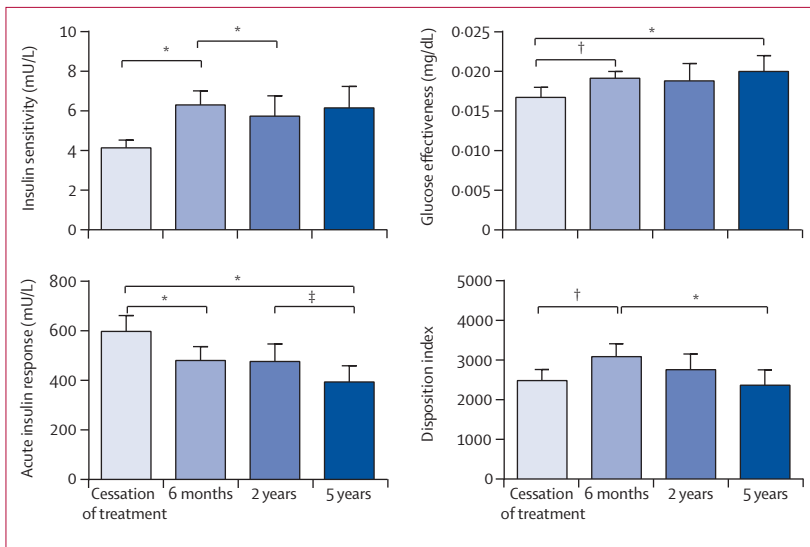 Insulin sensitivity (mU/L)
10
8
6
4
2
0
*
*
Glucose effectiveness (mg/dL)
0·025
0·020
0·015
0·010
0·005
0
†
*
Acute insulin response (mU/L)
800
600
400
200
0
*
*
‡
Cessation
of treatment
6 months
2 years
5 years
Disposition index
5000
4000
3000
2000
1000
0
†
*
Cessation
of treatment
6 months
2 years
5 years